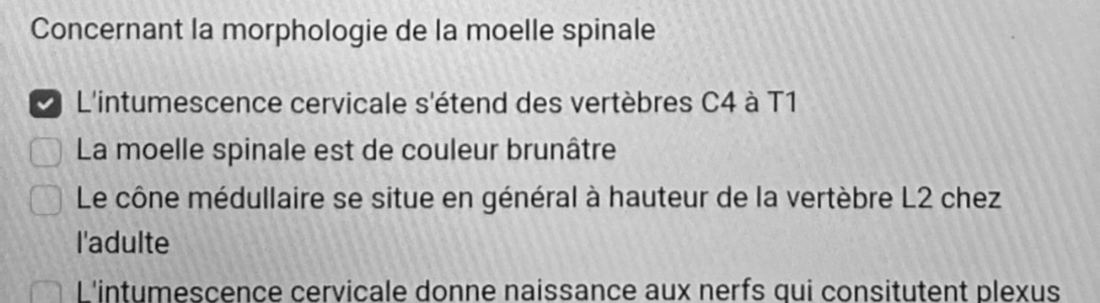 Concernant la morphologie de la moelle spinale
L'intumescence cervicale s'étend des vertèbres C4 à T1
La moelle spinale est de couleur brunâtre
Le cône médullaire se situe en général à hauteur de la vertèbre L2 chez
l'adulte
L'intumescence cervicale donne naissance aux nerfs qui consitutent plexus